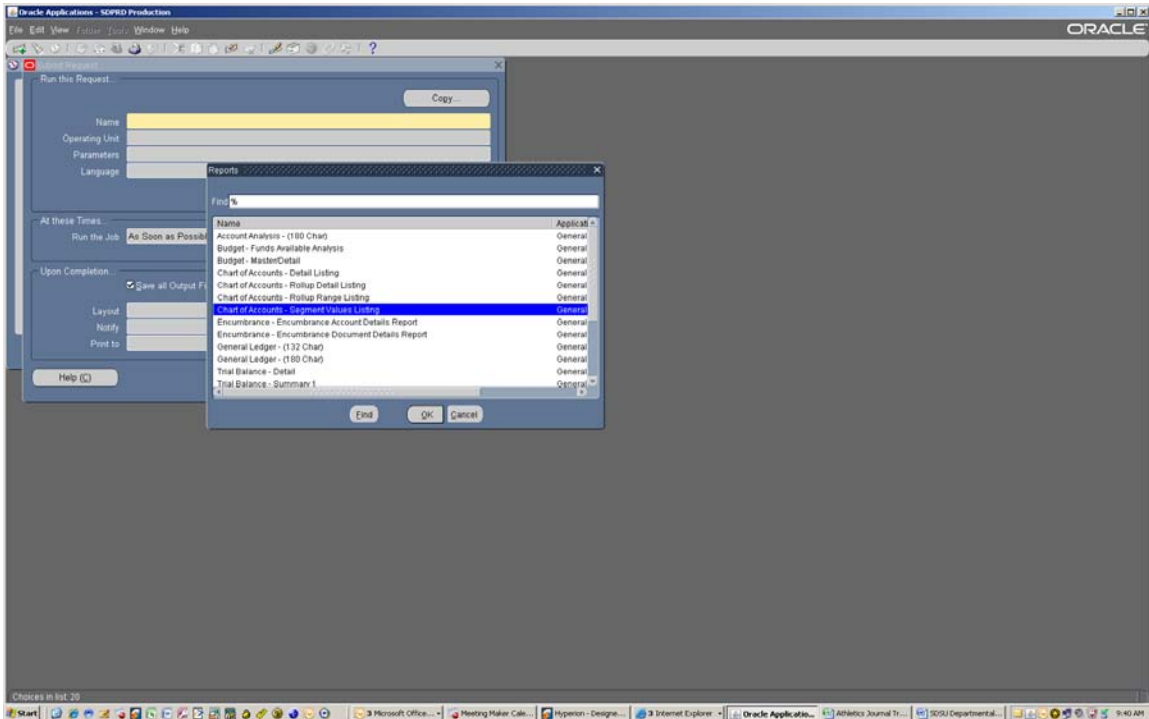 Oracle Applications - SDPRD Production
File Edit View Folder Tools Window Help
ORACLE
Submit Request
Run this Request...
Copy...
Name
Operating Unit
Parameters
Language
Reports
Find %
Name Applicati
Account Analysis - (180 Char) General
Budget - Funds Available Analysis General
Budget - Master/Detail General
Chart of Accounts - Detail Listing General
Chart of Accounts - Rollup Detail Listing General
Chart of Accounts - Rollup Range Listing General
Chart of Accounts - Segment Values Listing General
Encumbrance - Encumbrance Account Details Report General
Encumbrance - Encumbrance Document Details Report General
General Ledger - (132 Char) General
General Ledger - (180 Char) General
Trial Balance - Detail General
Trial Balance - Summary 1 General
Find OK Cancel
At these Times...
Run the Job As Soon as Possibl
Upon Completion...
Save all Output Fi
Layout
Notify
Print to
Help (C)
Choices in list: 20
Start 3 Microsoft Office... Meeting Maker Cale... Hyperion - Designe... 3 Internet Explorer Oracle Applicatio... Athletics Journal Tr... SDSU Departmental... 9:40 AM